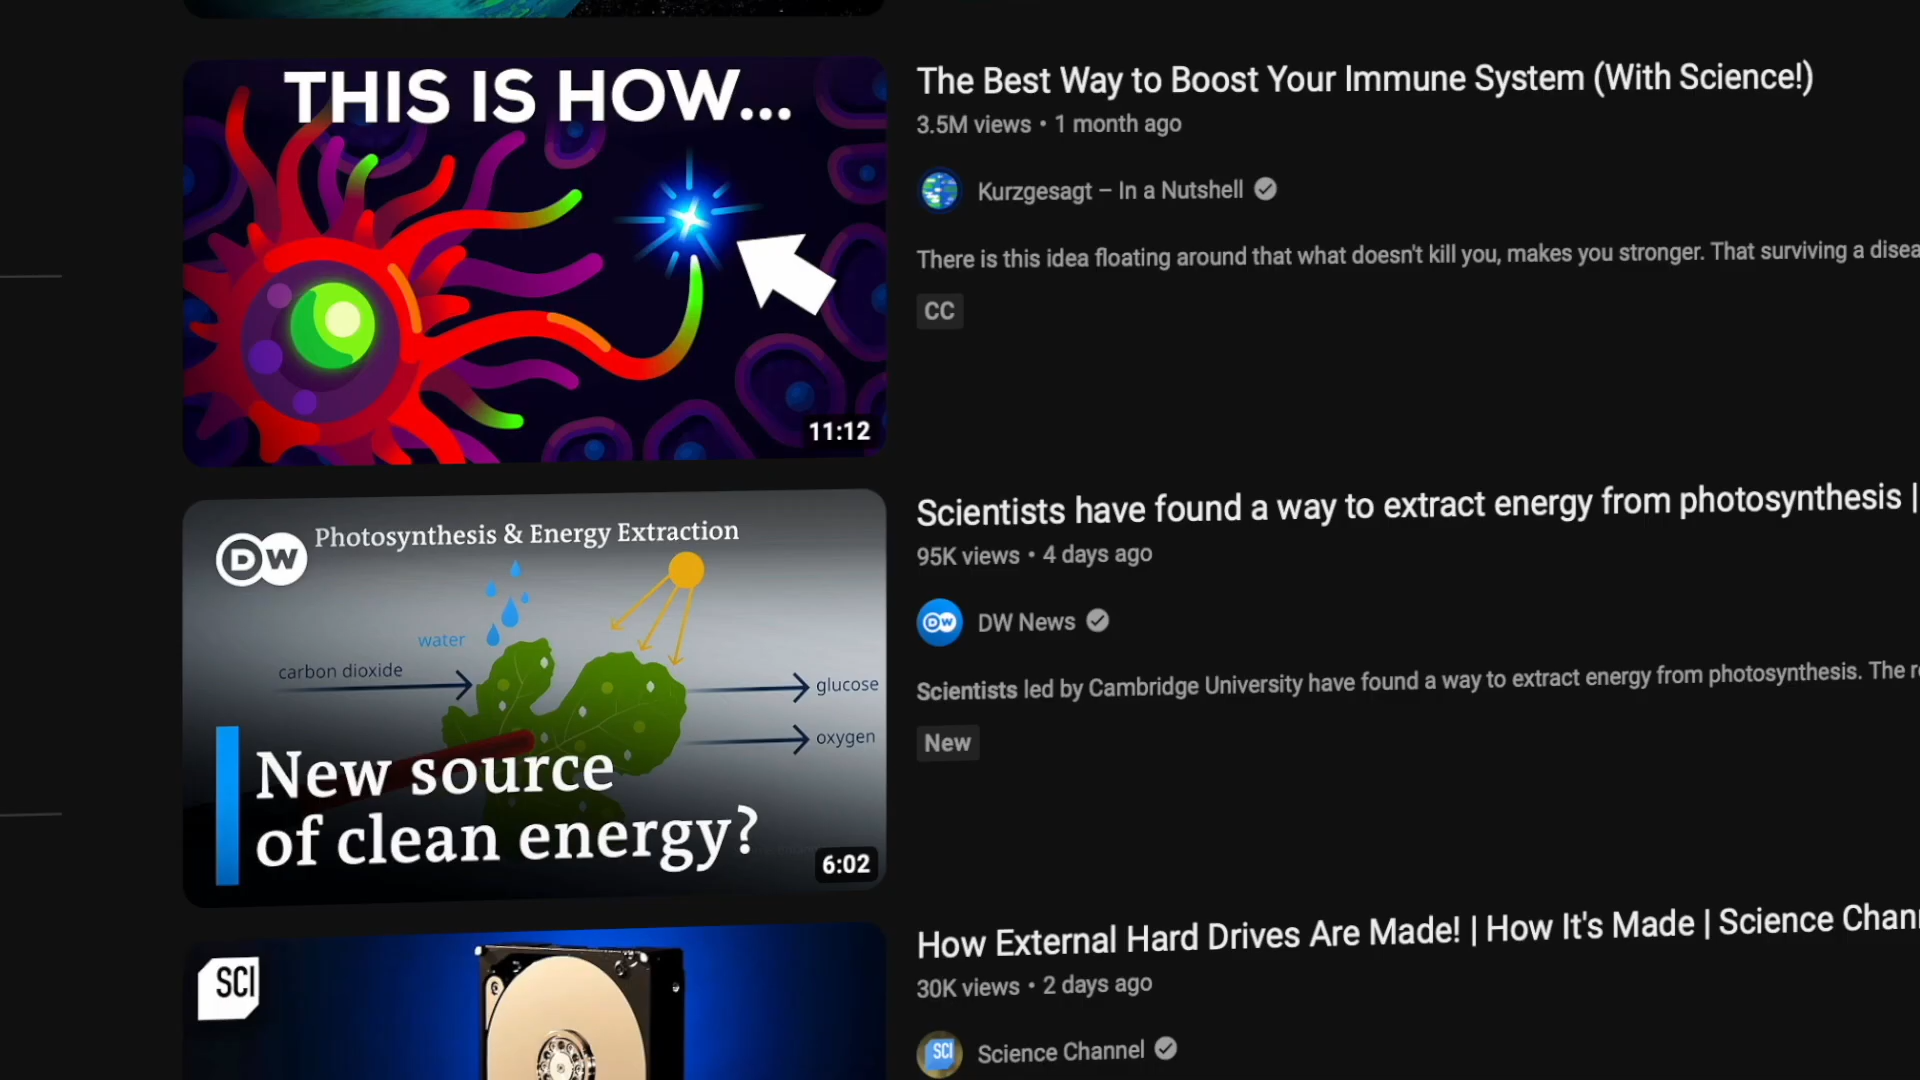 THIS IS HOW...
11:12
The Best Way to Boost Your Immune System (With Science!)
3.5M views • 1 month ago
Kurzgesagt – In a Nutshell
There is this idea floating around that what doesn't kill you, makes you stronger. That surviving a disea
CC
DW
Photosynthesis & Energy Extraction
water
carbon dioxide
glucose
oxygen
New source
of clean energy?
6:02
Scientists have found a way to extract energy from photosynthesis |
95K views • 4 days ago
DW
DW News
Scientists led by Cambridge University have found a way to extract energy from photosynthesis. The re
New
SCI
How External Hard Drives Are Made! | How It's Made | Science Chann
30K views • 2 days ago
SCI
Science Channel